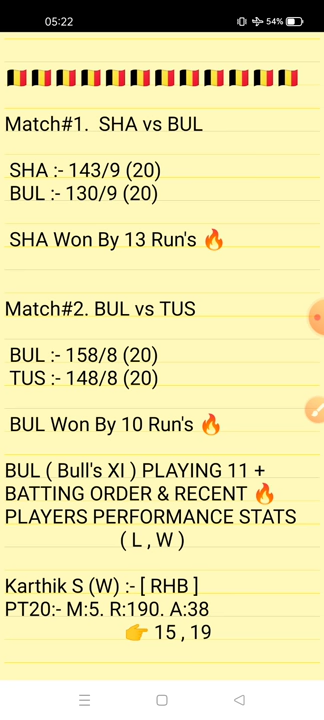 05:22
54%
🇧🇪🇧🇪🇧🇪🇧🇪🇧🇪🇧🇪🇧🇪🇧🇪🇧🇪🇧🇪🇧🇪🇧🇪
Match#1. SHA vs BUL
SHA :- 143/9 (20)
BUL :- 130/9 (20)
SHA Won By 13 Run's 🔥
Match#2. BUL vs TUS
BUL :- 158/8 (20)
TUS :- 148/8 (20)
BUL Won By 10 Run's 🔥
BUL ( Bull's XI ) PLAYING 11 +
BATTING ORDER & RECENT 🔥
PLAYERS PERFORMANCE STATS
( L , W )
Karthik S (W) :- [ RHB ]
PT20:- M:5. R:190. A:38
👉 15 , 19